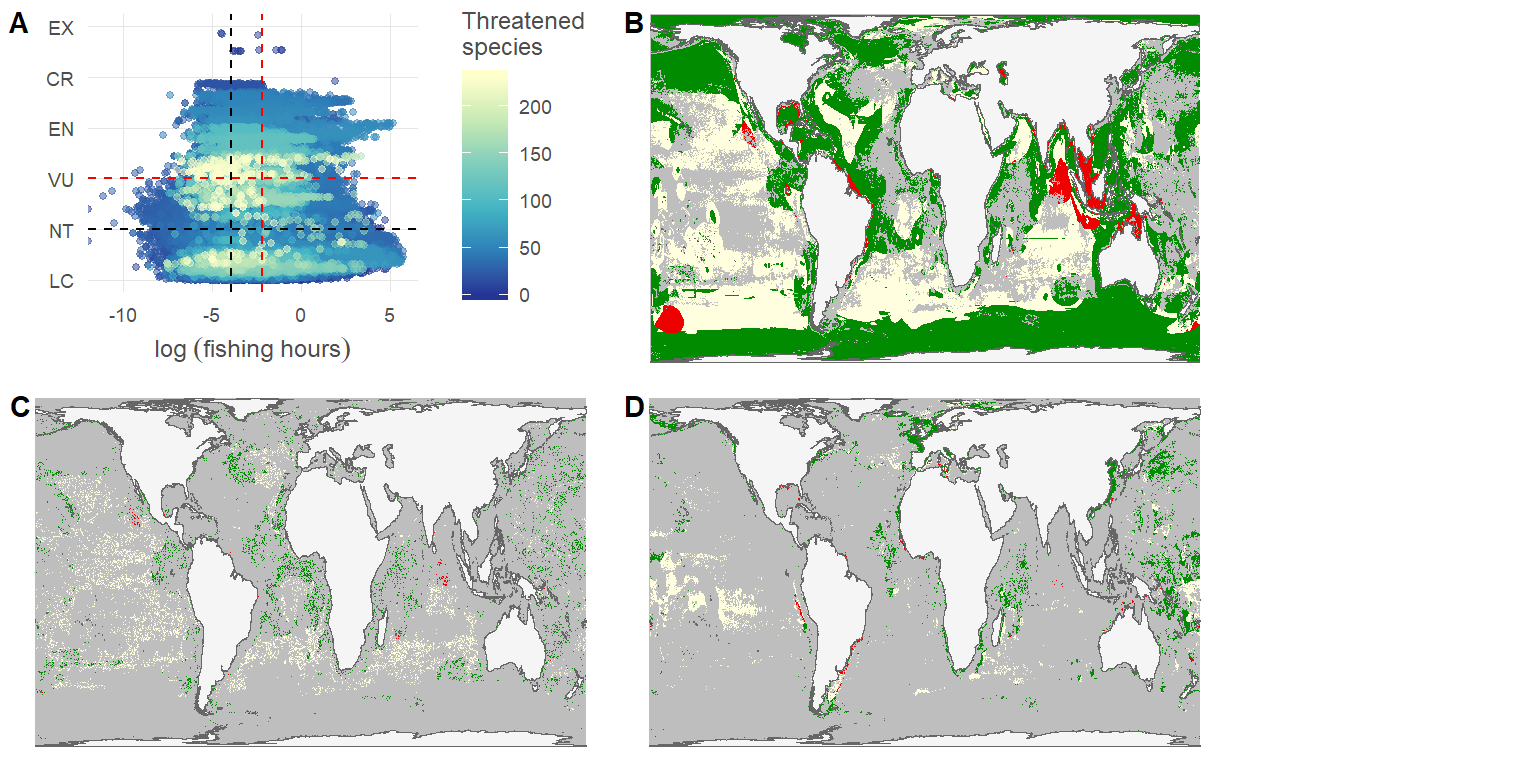 A
EX
CR
EN
VU
NT
LC
-10
-5
0
5
log (fishing hours)
Threatened
species
200
150
100
50
0
B
C
D